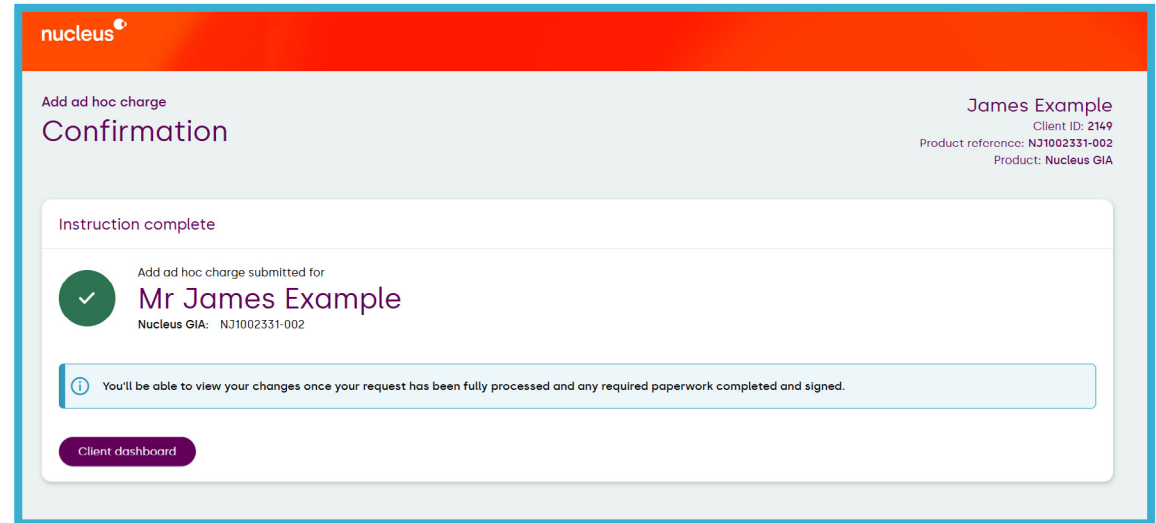 nucleus
Add ad hoc charge
Confirmation
James Example
Client ID: 2149
Product reference: NJ1002331-002
Product: Nucleus GIA
Instruction complete
Add ad hoc charge submitted for
Mr James Example
Nucleus GIA: NJ1002331-002
You'll be able to view your changes once your request has been fully processed and any required paperwork completed and signed.
Client dashboard